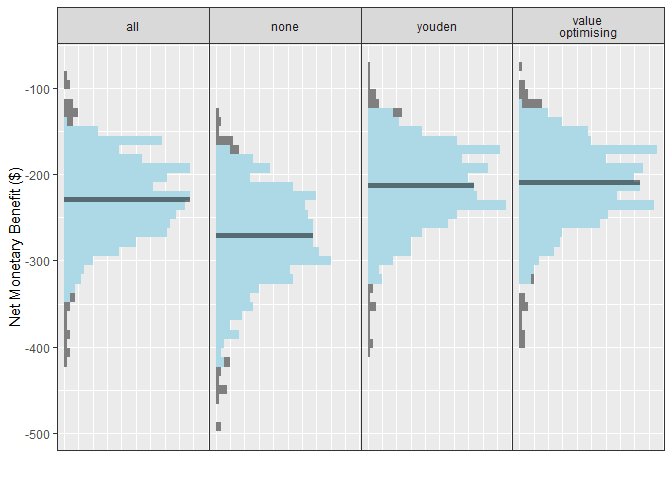 all
none
youden
value
optimising
Net Monetary Benefit ($)
-100
-200
-300
-400
-500